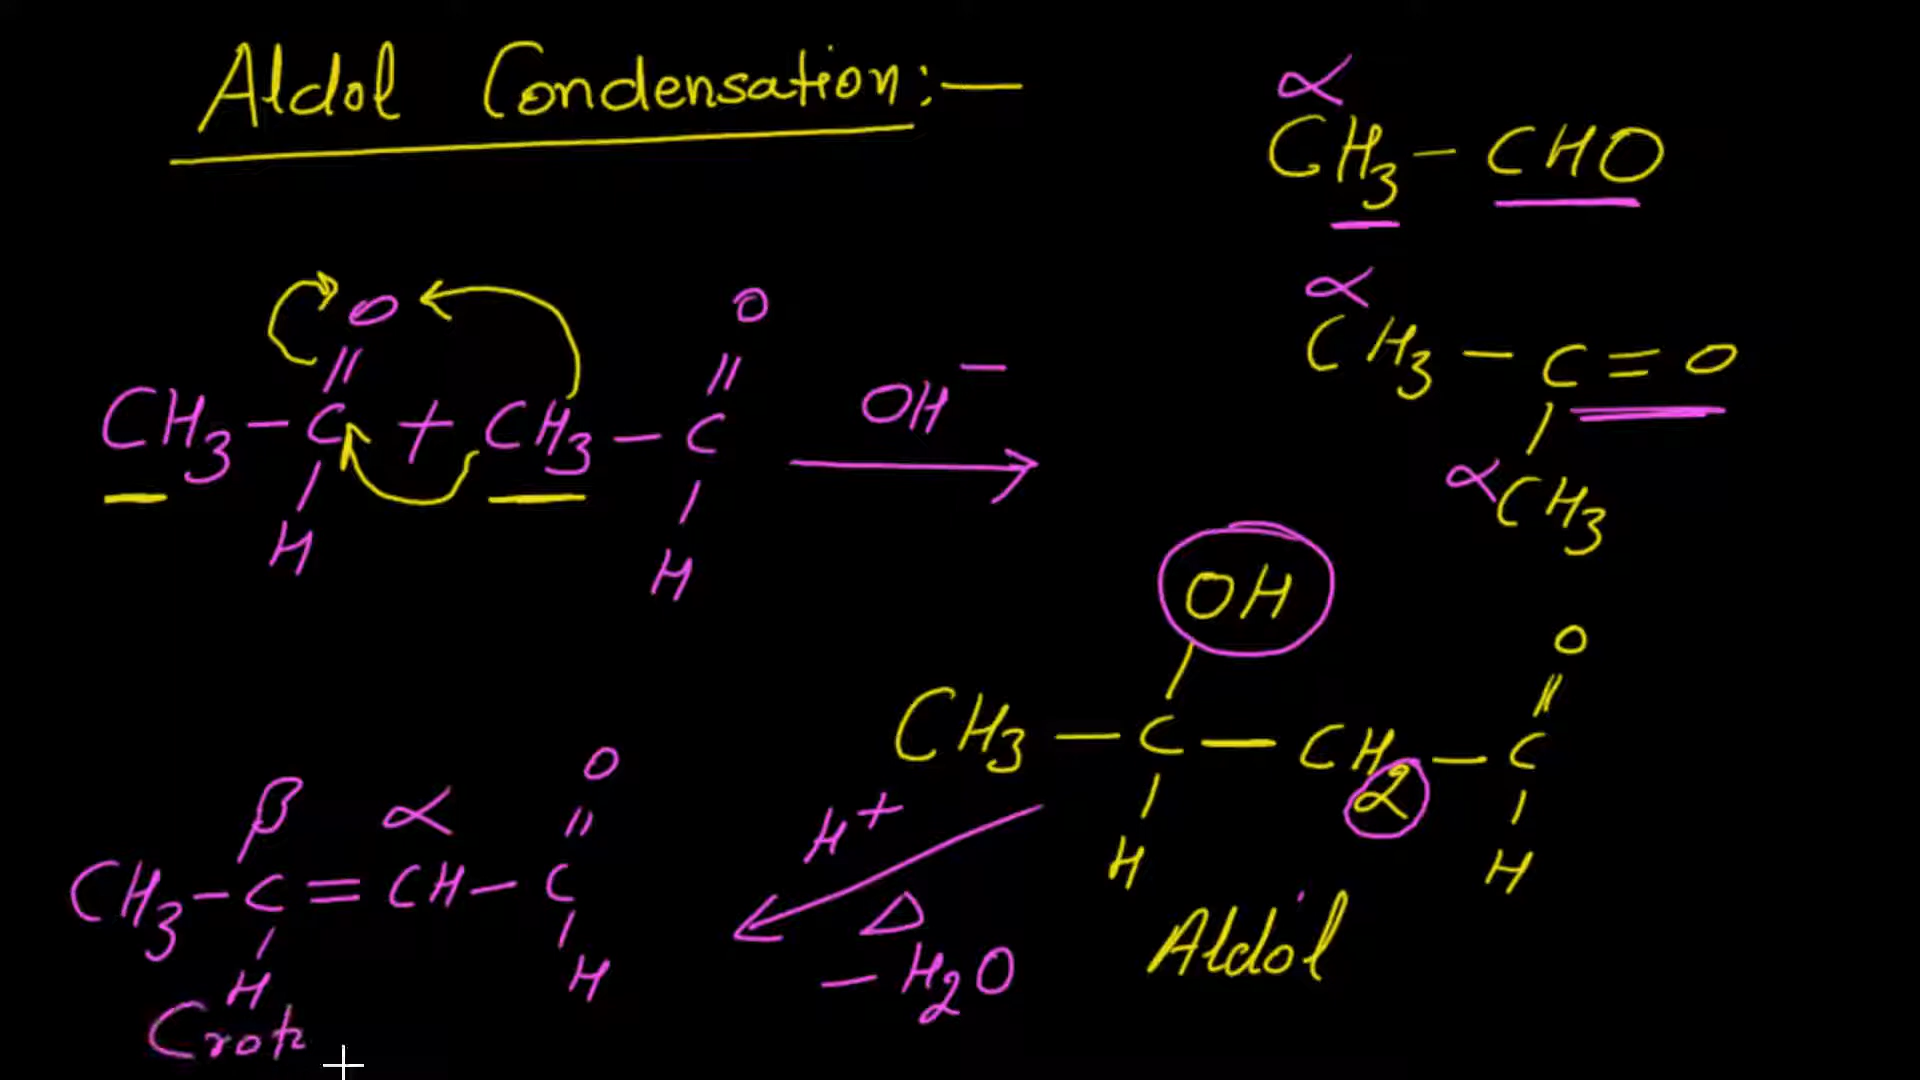 Aldol Condensation:—
α
CH3 — CHO
α
CH3 — C = O
αCH3
O
O
CH3 — C + CH3 — C
OH⁻
H
H
OH
O
CH3 — C — CH2 — C
H
H
Aldol
H+
Δ
— H2O
O
β α
CH3 — C = CH — C
H
H
Crot